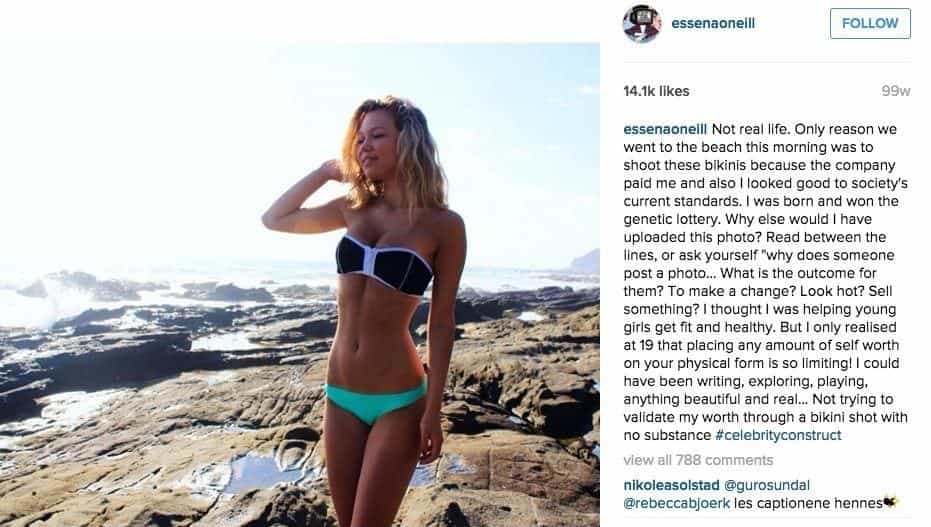 essenaoneill
FOLLOW
14.1k likes
99w
essenaoneill Not real life. Only reason we
went to the beach this morning was to
shoot these bikinis because the company
paid me and also I looked good to society's
current standards. I was born and won the
genetic lottery. Why else would I have
uploaded this photo? Read between the
lines, or ask yourself "why does someone
post a photo... What is the outcome for
them? To make a change? Look hot? Sell
something? I thought I was helping young
girls get fit and healthy. But I only realised
at 19 that placing any amount of self worth
on your physical form is so limiting! I could
have been writing, exploring, playing,
anything beautiful and real... Not trying to
validate my worth through a bikini shot with
no substance #celebrityconstruct
view all 788 comments
nikoleasolstad @gurosundal
@rebeccabjoerk les captionene hennes